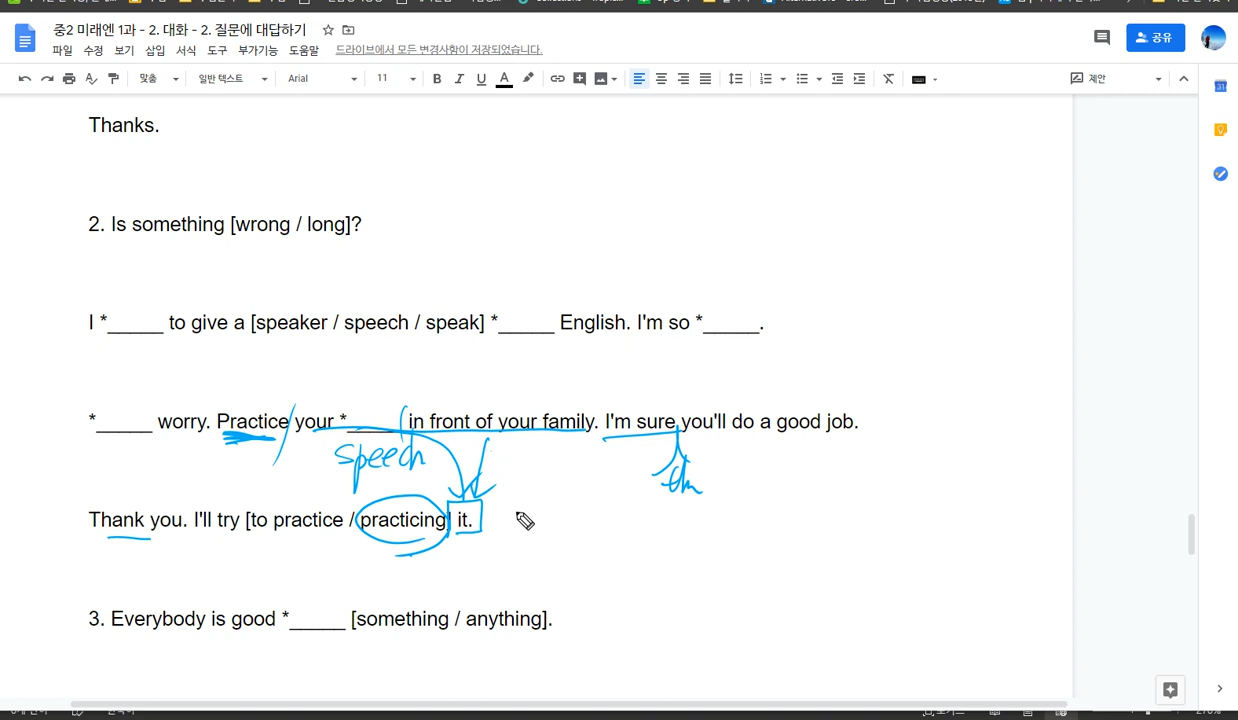 중2 미래엔 1과 - 2. 대화 - 2. 질문에 대답하기
파일 수정 보기 삽입 서식 도구 부가기능 도움말 드라이브에서 모든 변경사항이 저장되었습니다.
공유
맞춤 일반 텍스트 Arial 11 B I U A 제안
Thanks.
2. Is something [wrong / long]?
I *_____ to give a [speaker / speech / speak] *_____ English. I'm so *_____.
*_____ worry. Practice your *_____ in front of your family. I'm sure you'll do a good job.
speech
Thank you. I'll try [to practice / practicing] it.
3. Everybody is good *_____ [something / anything].